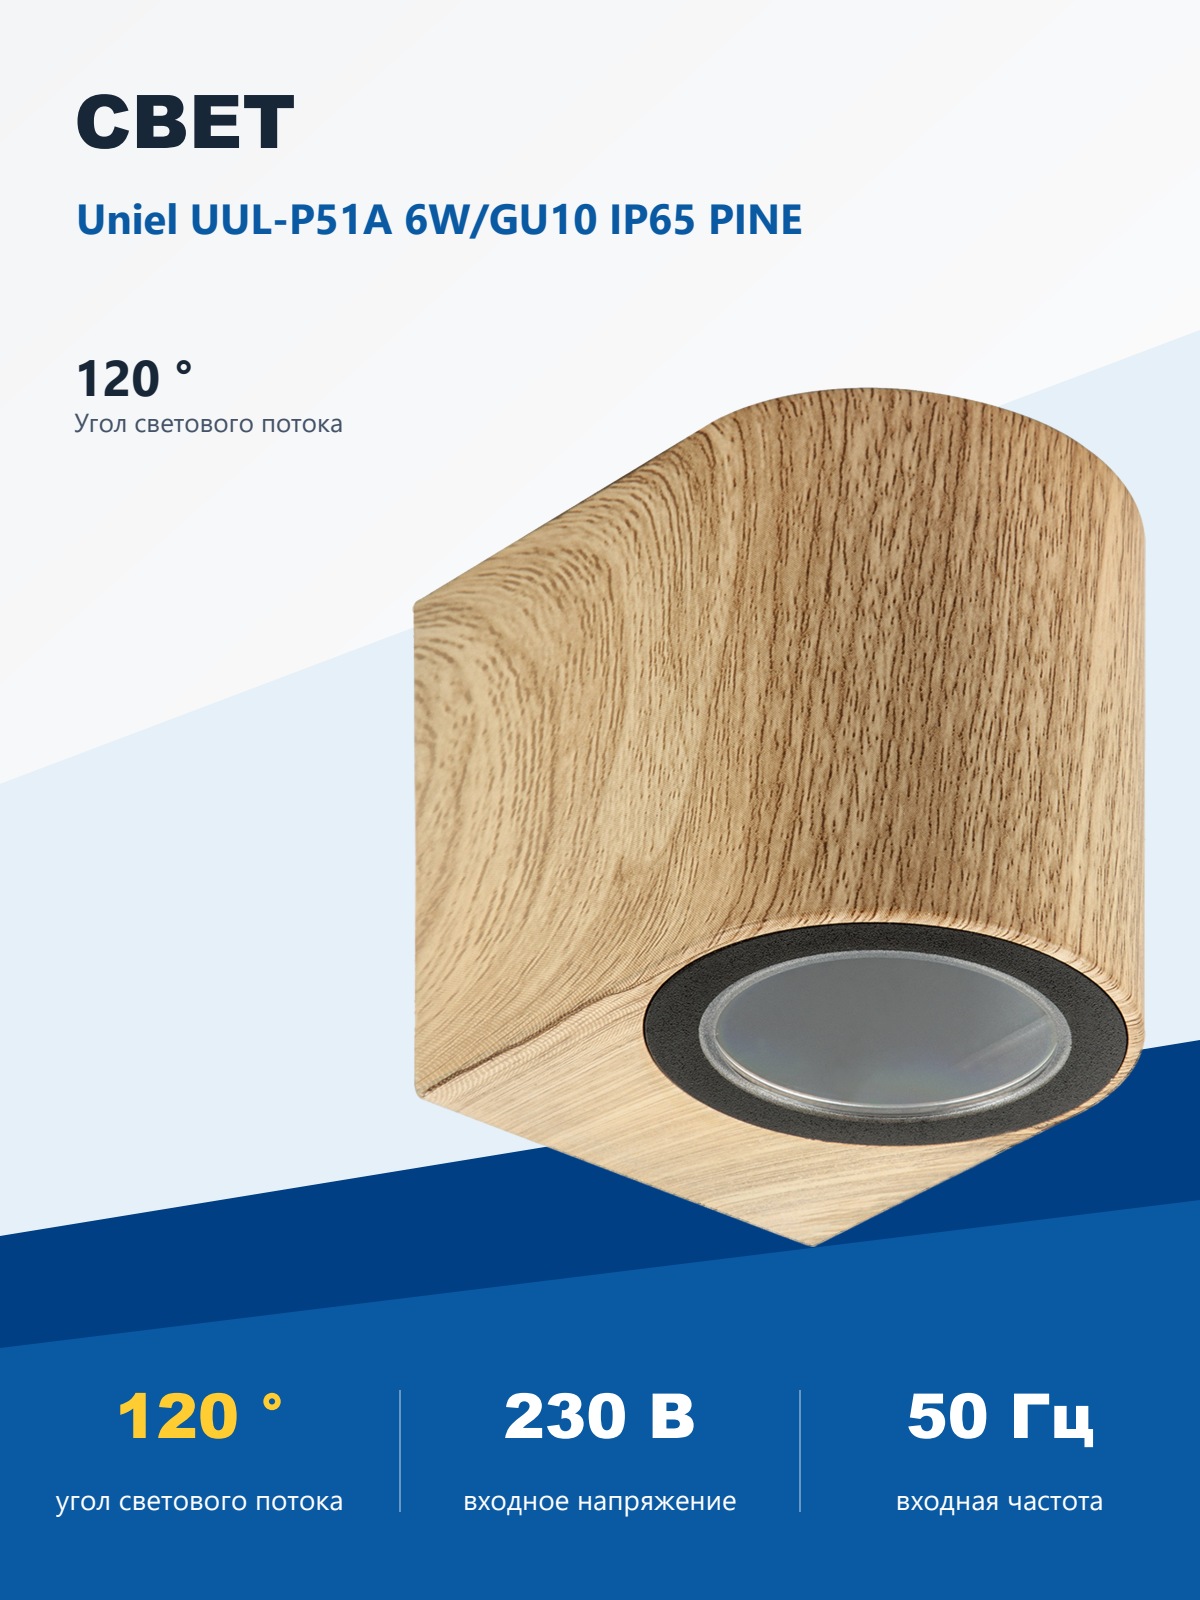 СВЕТ
Uniel UUL-P51A 6W/GU10 IP65 PINE
120 °
Угол светового потока
120 °
угол светового потока
230 В
входное напряжение
50 Гц
входная частота